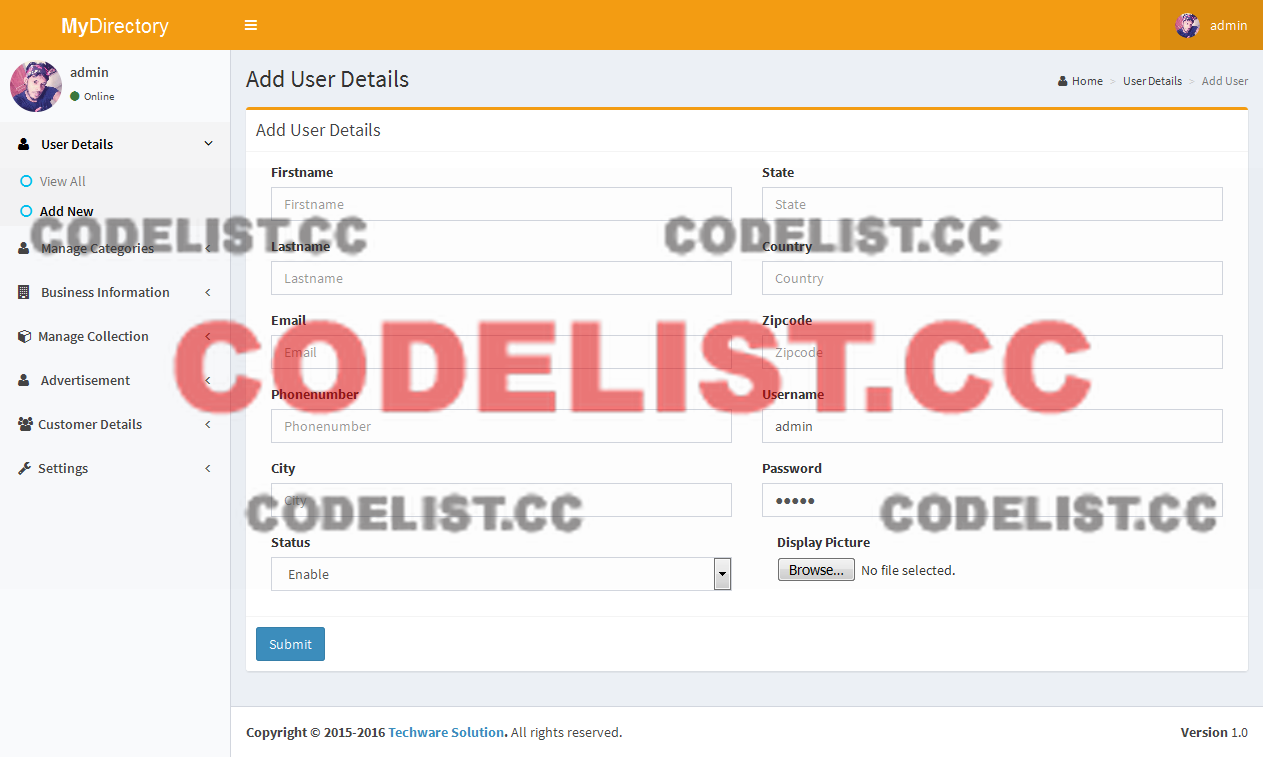 MyDirectory
admin
admin
Online
Add User Details
Home > User Details > Add User
User Details
View All
Add New
Manage Categories
Business Information
Manage Collection
Advertisement
Customer Details
Settings
Add User Details
Firstname
Firstname
State
State
Lastname
Lastname
Country
Country
Email
Email
Zipcode
Zipcode
Phonenumber
Phonenumber
Username
admin
City
City
Password
•••••
Status
Enable
Display Picture
Browse... No file selected.
Submit
CODELIST.CC
CODELIST.CC
CODELIST.CC
CODELIST.CC
CODELIST.CC
Copyright © 2015-2016 Techware Solution. All rights reserved.
Version 1.0